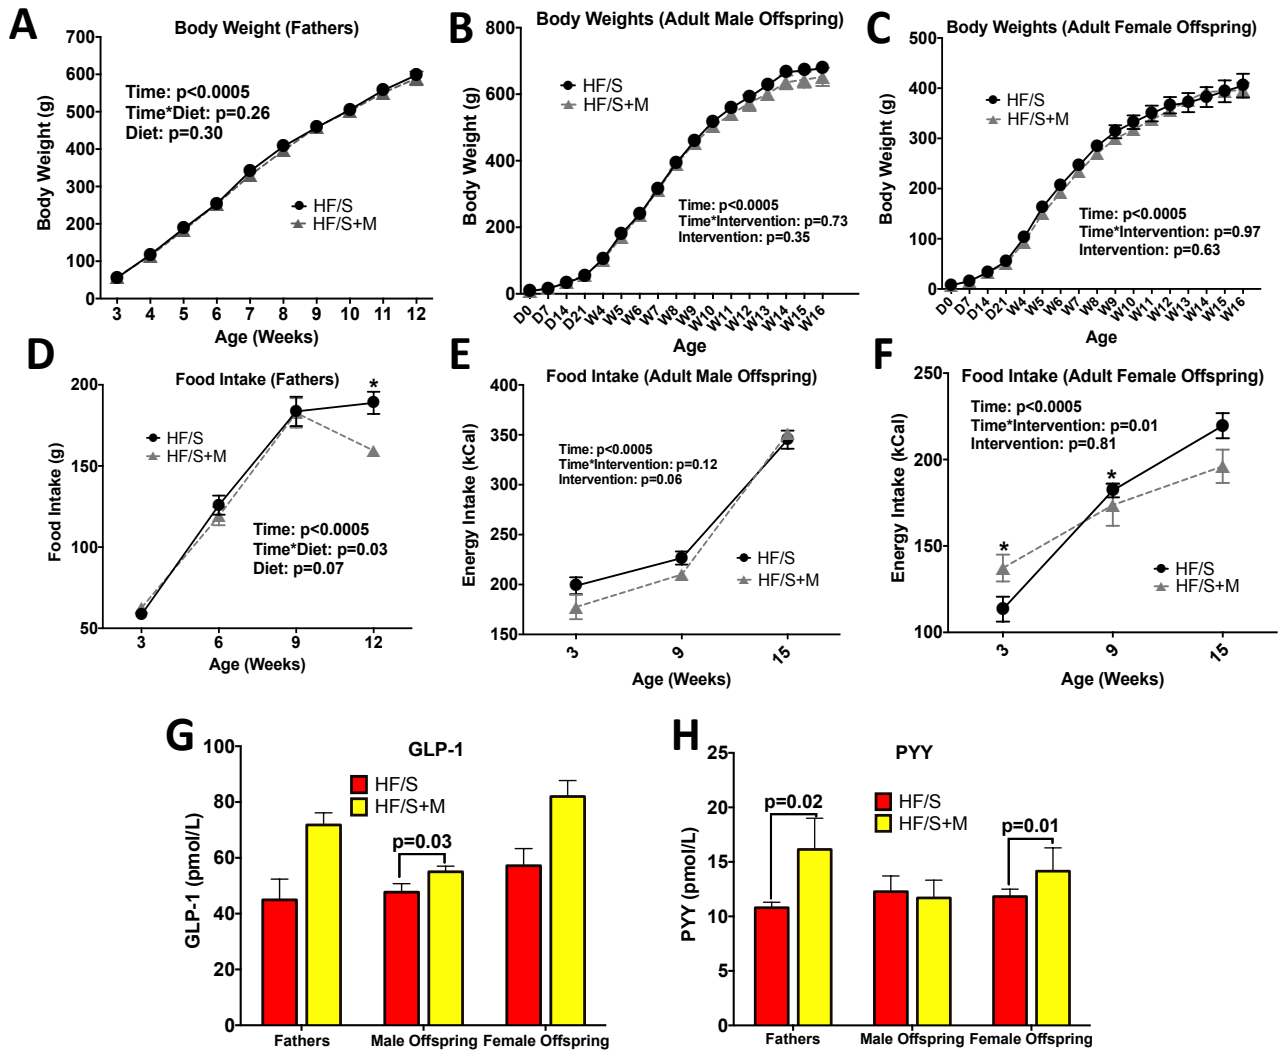 A
Body Weight (Fathers)
Body Weight (g)
700
600
500
400
300
200
100
0
Time: p<0.0005
Time*Diet: p=0.26
Diet: p=0.30
HF/S
HF/S+M
3 4 5 6 7 8 9 10 11 12
Age (Weeks)
B
Body Weights (Adult Male Offspring)
Body Weight (g)
800
600
400
200
0
HF/S
HF/S+M
Time: p<0.0005
Time*Intervention: p=0.73
Intervention: p=0.35
D0 D7 D14 D21 W4 W5 W6 W7 W8 W9 W10 W11 W12 W13 W14 W15 W16
Age
C
Body Weights (Adult Female Offspring)
Body Weight (g)
500
400
300
200
100
0
HF/S
HF/S+M
Time: p<0.0005
Time*Intervention: p=0.97
Intervention: p=0.63
D0 D7 D14 D21 W4 W5 W6 W7 W8 W9 W10 W11 W12 W13 W14 W15 W16
Age
D
Food Intake (Fathers)
Food Intake (g)
200
150
100
50
*
HF/S
HF/S+M
Time: p<0.0005
Time*Diet: p=0.03
Diet: p=0.07
3 6 9 12
Age (Weeks)
E
Food Intake (Adult Male Offspring)
Energy Intake (kCal)
400
350
300
250
200
150
Time: p<0.0005
Time*Intervention: p=0.12
Intervention: p=0.06
HF/S
HF/S+M
3 9 15
Age (Weeks)
F
Food Intake (Adult Female Offspring)
Energy Intake (kCal)
250
200
150
100
Time: p<0.0005
Time*Intervention: p=0.01
Intervention: p=0.81
*
*
HF/S
HF/S+M
3 9 15
Age (Weeks)
G
GLP-1
GLP-1 (pmol/L)
100
80
60
40
20
0
HF/S
HF/S+M
p=0.03
Fathers Male Offspring Female Offspring
H
PYY
PYY (pmol/L)
25
20
15
10
5
0
HF/S
HF/S+M
p=0.02
p=0.01
Fathers Male Offspring Female Offspring